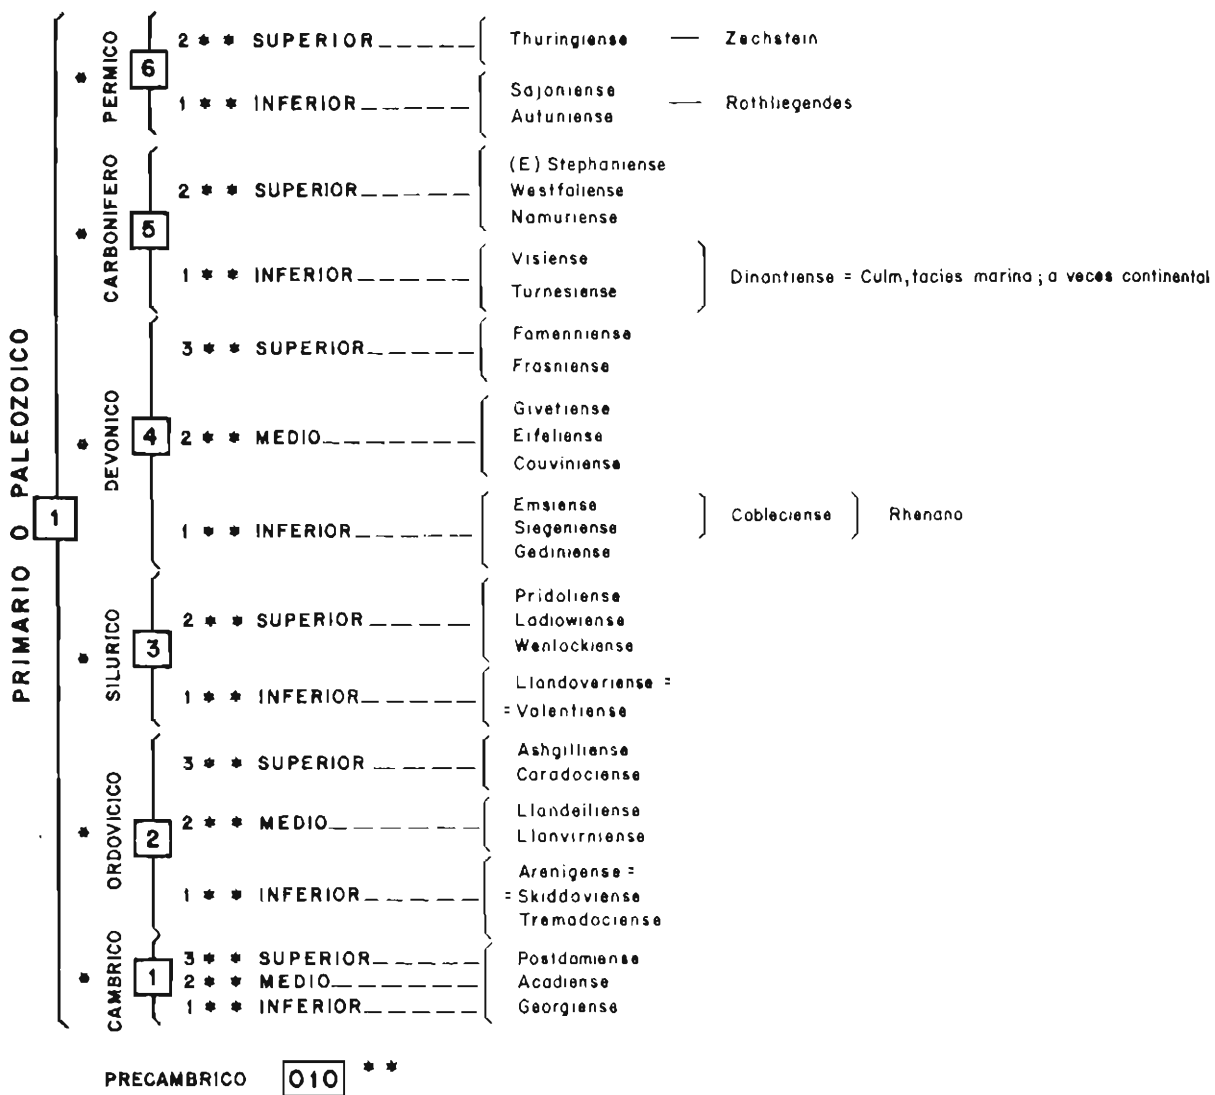 PRIMARIO O PALEOZOICO
1
* PERMICO
6
2 * * SUPERIOR Thuringiense — Zechstein
1 * * INFERIOR
Sajoniense
Autuniense
— Rothliegendes
* CARBONIFERO
5
2 * * SUPERIOR
(E) Stephaniense
Westfaliense
Namuriense
1 * * INFERIOR
Visiense
Turnesiense
Dinantiense = Culm, facies marina; a veces continental
* DEVONICO
4
3 * * SUPERIOR
Famenniense
Frasniense
2 * * MEDIO
Givetiense
Eifeliense
Couviniense
1 * * INFERIOR
Emsiense
Siegeniense
Gediniense
Cobleciense
Rhenano
* SILURICO
3
2 * * SUPERIOR
Pridoliense
Ladlowiense
Wenlockiense
1 * * INFERIOR
Llandoveriense =
= Valentiense
* ORDOVICICO
2
3 * * SUPERIOR
Ashgilliense
Caradociense
2 * * MEDIO
Llandeiliense
Llanvirniense
1 * * INFERIOR
Arenigense =
= Skiddaviense
Tremadociense
* CAMBRICO
1
3 * * SUPERIOR Postdamiense
2 * * MEDIO Acadiense
1 * * INFERIOR Georgiense
PRECAMBRICO 010 * *